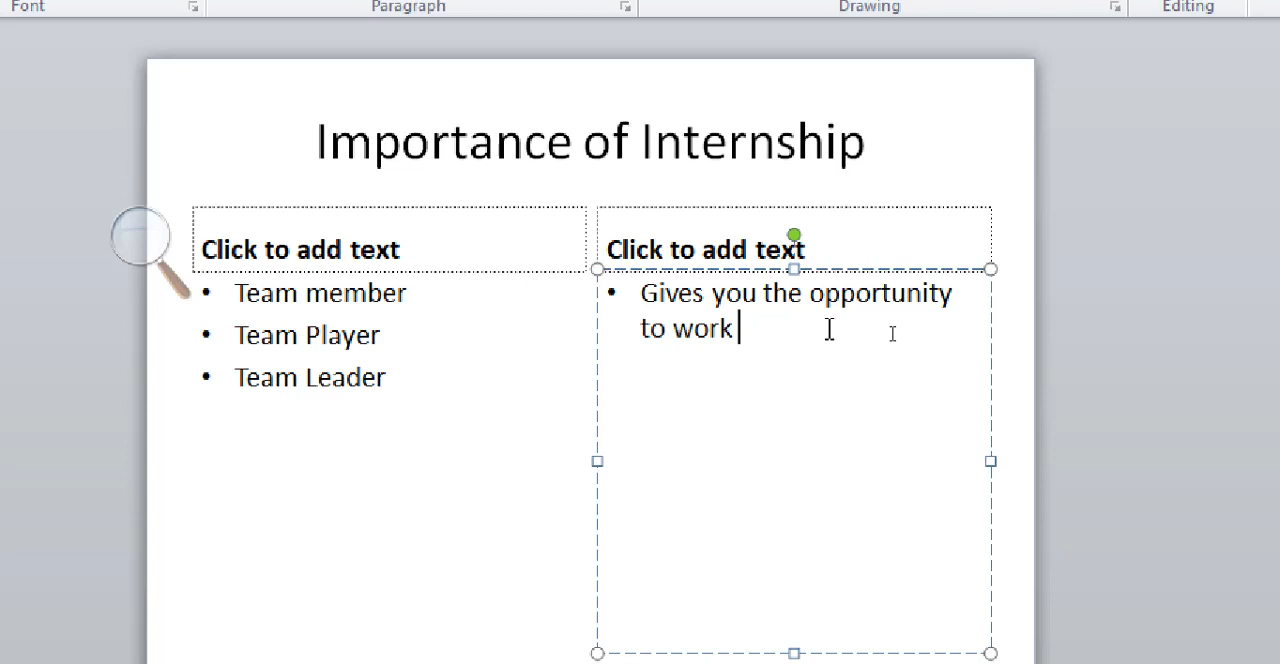 Font Paragraph Drawing Editing
Importance of Internship
Click to add text
• Team member
• Team Player
• Team Leader
Click to add text
• Gives you the opportunity
to work